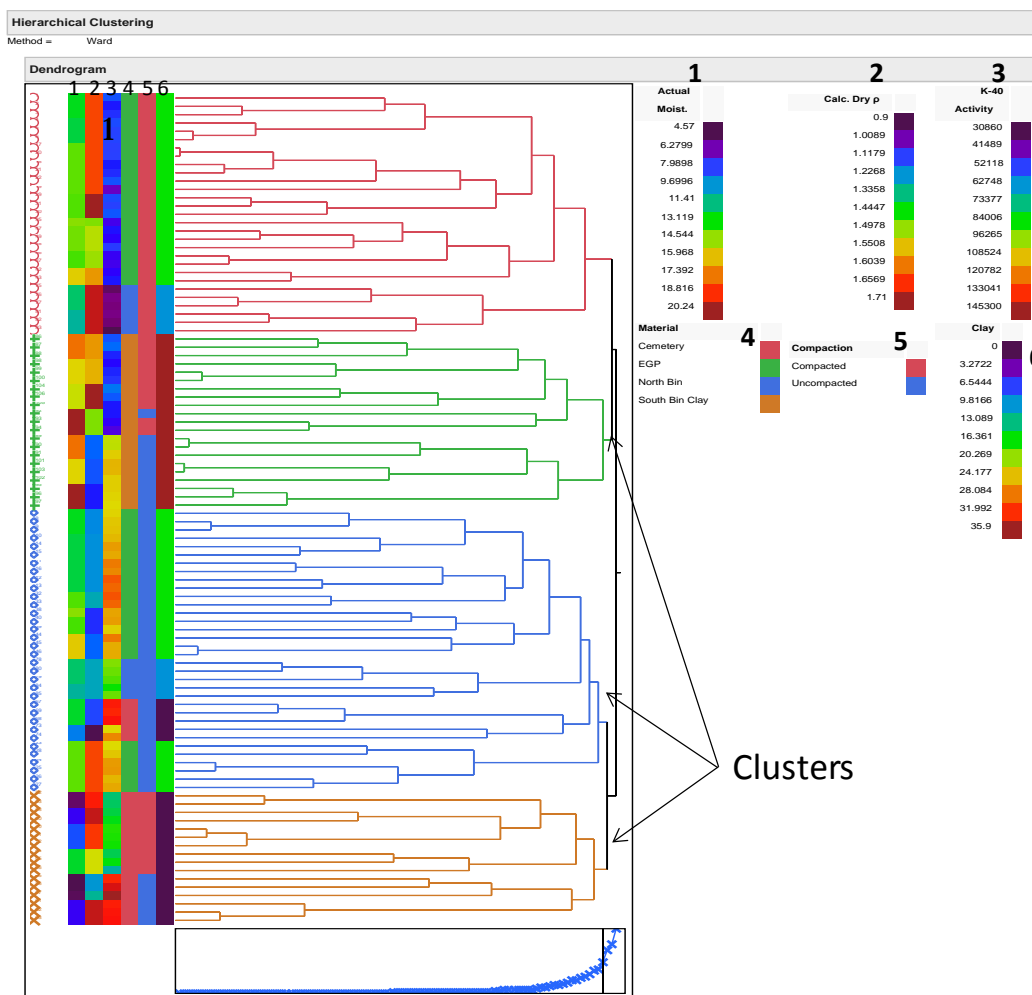 Hierarchical Clustering
Method = Ward
Dendrogram
1 2 3 4 5 6
1
1
Actual
Moist.
4.57
6.2799
7.9898
9.6996
11.41
13.119
14.544
15.968
17.392
18.816
20.24
2
Calc. Dry ρ
0.9
1.0089
1.1179
1.2268
1.3358
1.4447
1.4978
1.5508
1.6039
1.6569
1.71
3
K-40
Activity
30860
41489
52118
62748
73377
84006
96265
108524
120782
133041
145300
Material
4
Cemetery
EGP
North Bin
South Bin Clay
5
Compaction
Compacted
Uncompacted
Clay
0
3.2722
6.5444
9.8166
13.089
16.361
20.269
24.177
28.084
31.992
35.9
Clusters